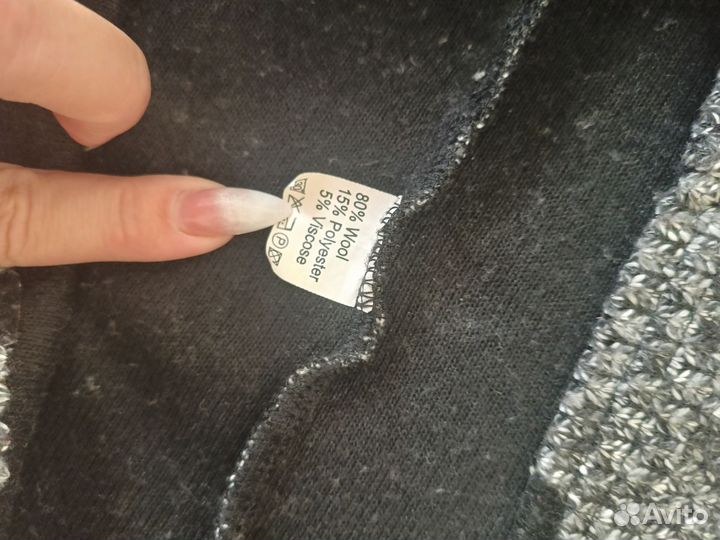 80% Wool
15% Polyester
5% Viscose
P
Avito